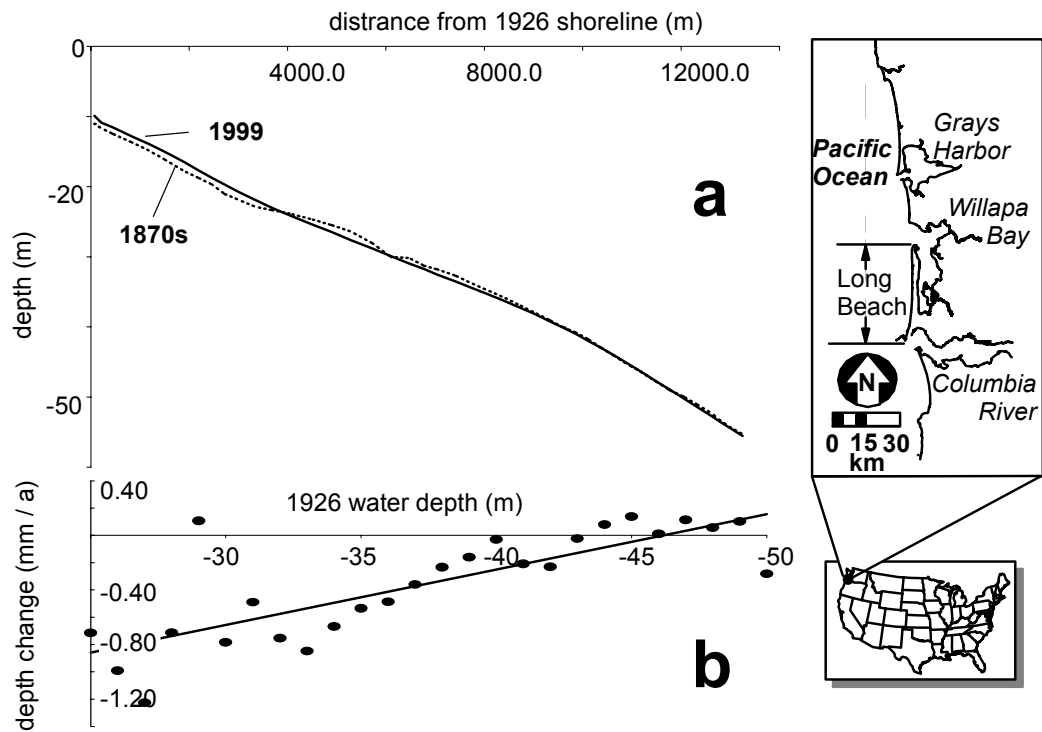 distrance from 1926 shoreline (m)
0
4000.0
8000.0
12000.0
1999
1870s
-20
-50
depth (m)
a
0.40
1926 water depth (m)
-30
-35
-40
-45
-50
-0.40
-0.80
-1.20
depth change (mm / a)
b
Pacific
Ocean
Grays
Harbor
Willapa
Bay
Long
Beach
N
Columbia
River
0 15 30
km